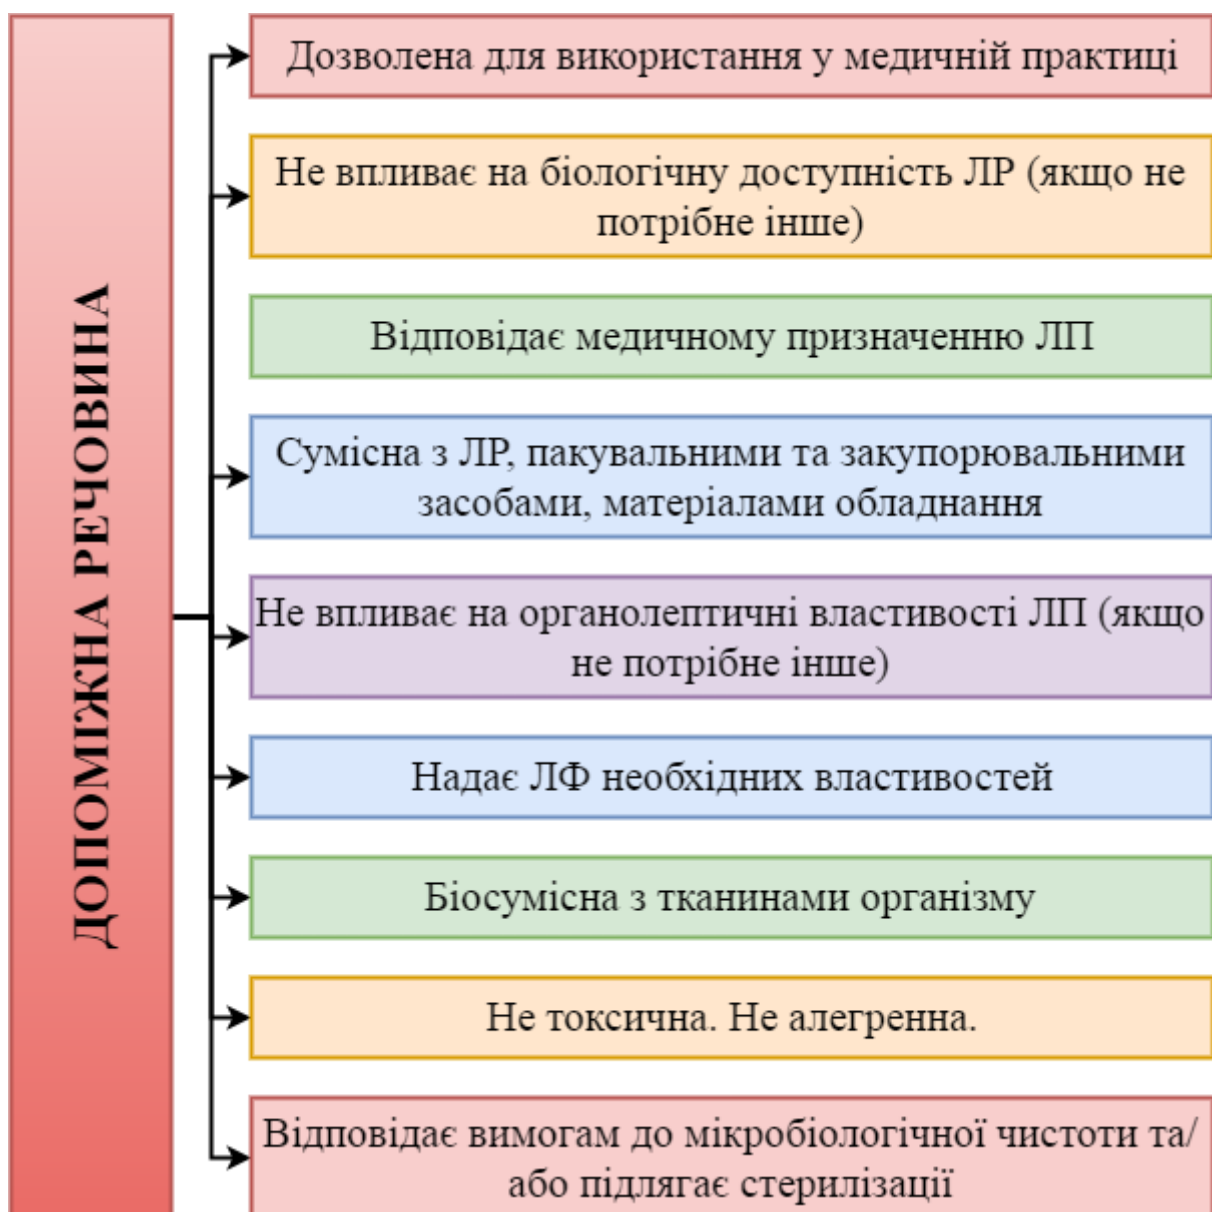 ДОПОМІЖНА РЕЧОВИНА
Дозволена для використання у медичній практиці
Не впливає на біологічну доступність ЛР (якщо не
потрібне інше)
Відповідає медичному призначенню ЛП
Сумісна з ЛР, пакувальними та закупорювальними
засобами, матеріалами обладнання
Не впливає на органолептичні властивості ЛП (якщо
не потрібне інше)
Надає ЛФ необхідних властивостей
Біосумісна з тканинами організму
Не токсична. Не алегренна.
Відповідає вимогам до мікробіологічної чистоти та/
або підлягає стерилізації